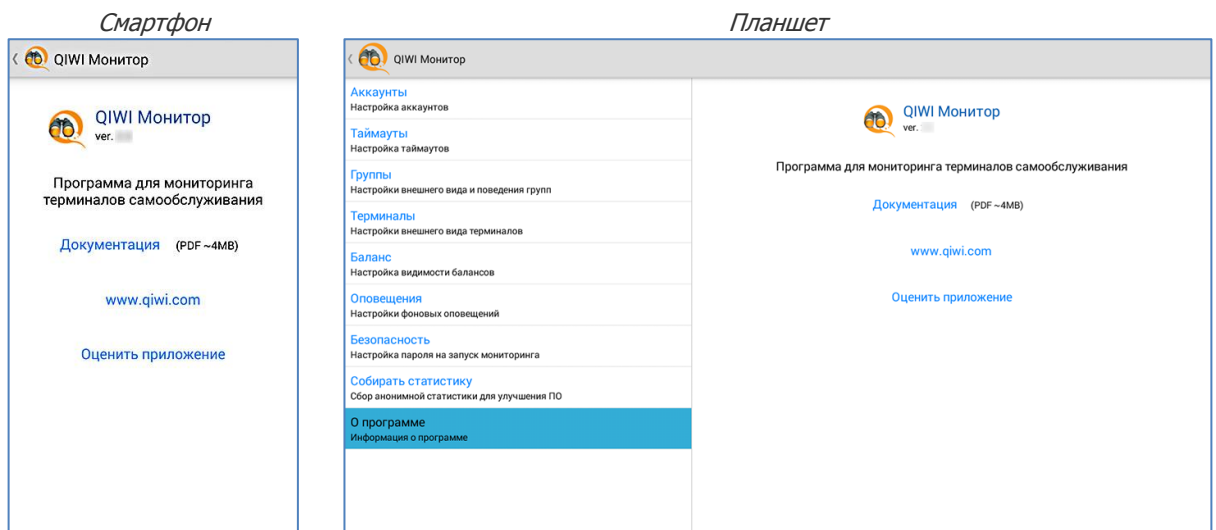 Смартфон
QIWI Монитор
QIWI Монитор
ver.
Программа для мониторинга
терминалов самообслуживания
Документация (PDF ~4MB)
www.qiwi.com
Оценить приложение
Планшет
QIWI Монитор
Аккаунты
Настройка аккаунтов
Таймауты
Настройка таймаутов
Группы
Настройки внешнего вида и поведения групп
Терминалы
Настройки внешнего вида терминалов
Баланс
Настройка видимости балансов
Оповещения
Настройки фоновых оповещений
Безопасность
Настройка пароля на запуск мониторинга
Собирать статистику
Сбор анонимной статистики для улучшения ПО
О программе
Информация о программе
QIWI Монитор
ver.
Программа для мониторинга терминалов самообслуживания
Документация (PDF ~4MB)
www.qiwi.com
Оценить приложение